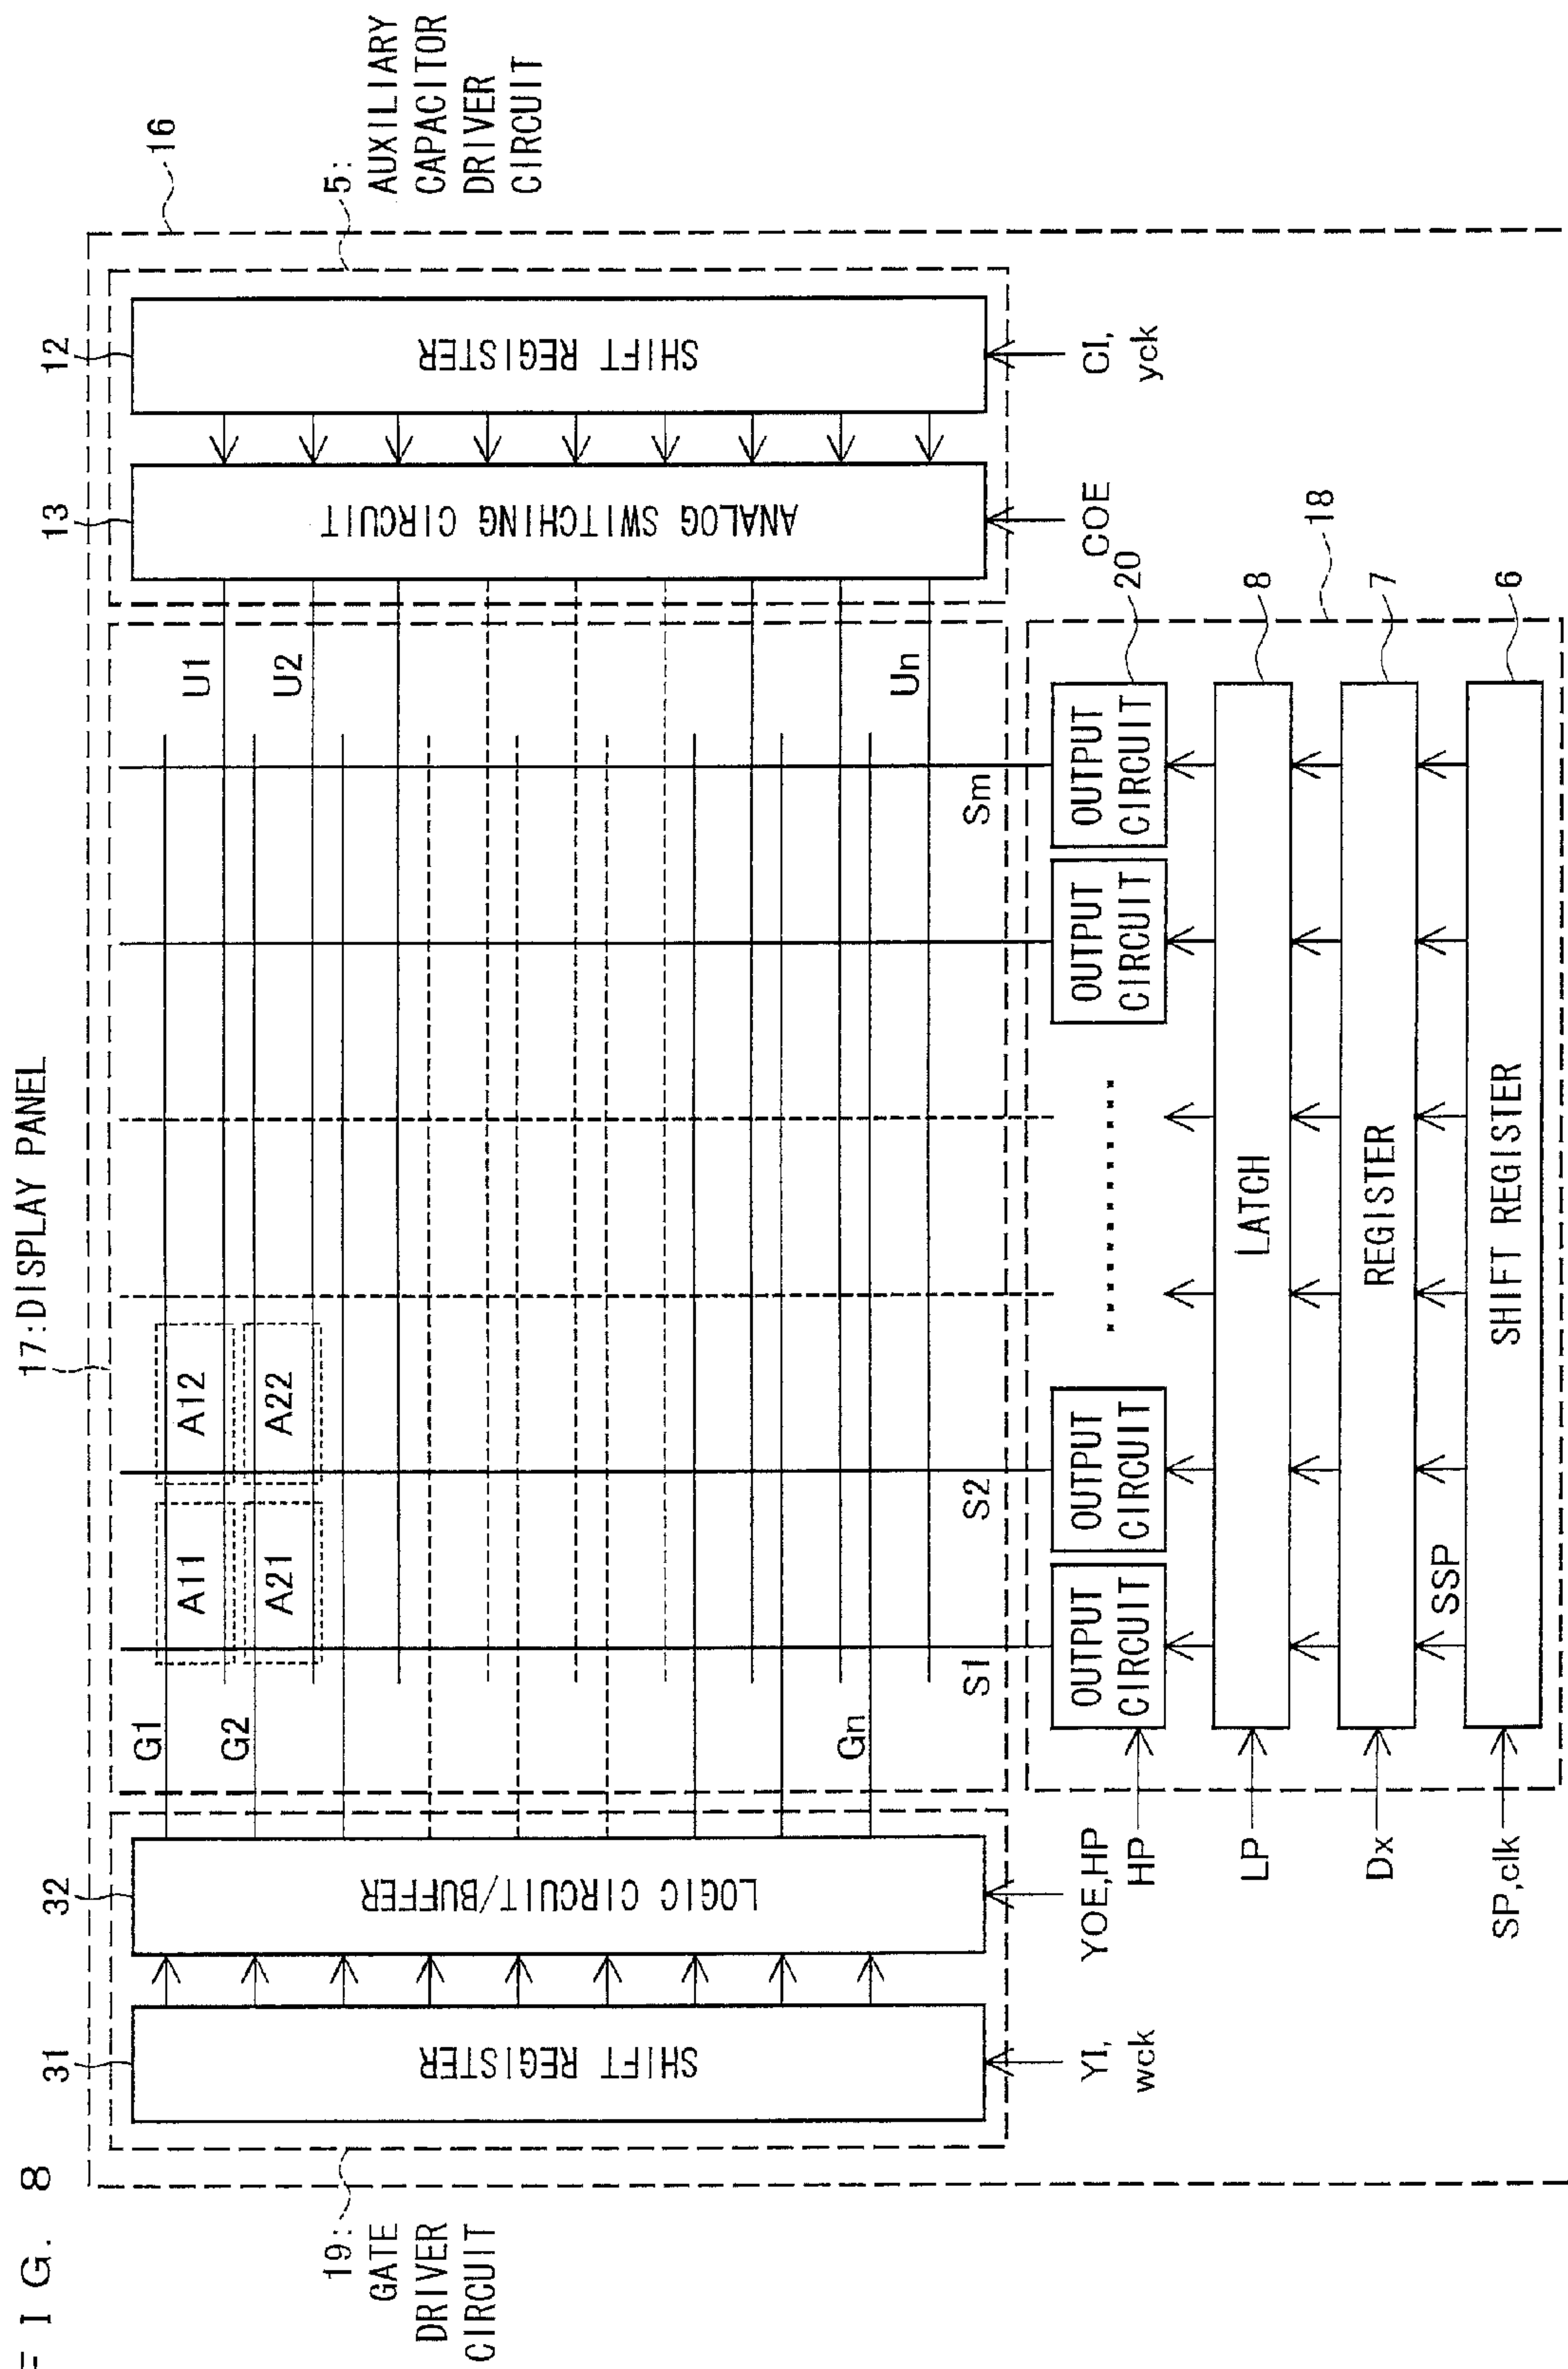 FIG. 8
17:DISPLAY PANEL
16
19:
GATE
DRIVER
CIRCUIT
31
SHIFT REGISTER
YI,
wck
32
LOGIC CIRCUIT/BUFFER
YOE,HP
G1
G2
Gn
A11
A12
A21
A22
S1
S2
Sm
U1
U2
Un
13
ANALOG SWITCHING CIRCUIT
COE
12
SHIFT REGISTER
CI,
yck
5:
AUXILIARY
CAPACITOR
DRIVER
CIRCUIT
18
HP
OUTPUT
CIRCUIT
OUTPUT
CIRCUIT
OUTPUT
CIRCUIT
OUTPUT
CIRCUIT
20
LP
LATCH
8
Dx
REGISTER
7
SSP
SP,clk
SHIFT REGISTER
6